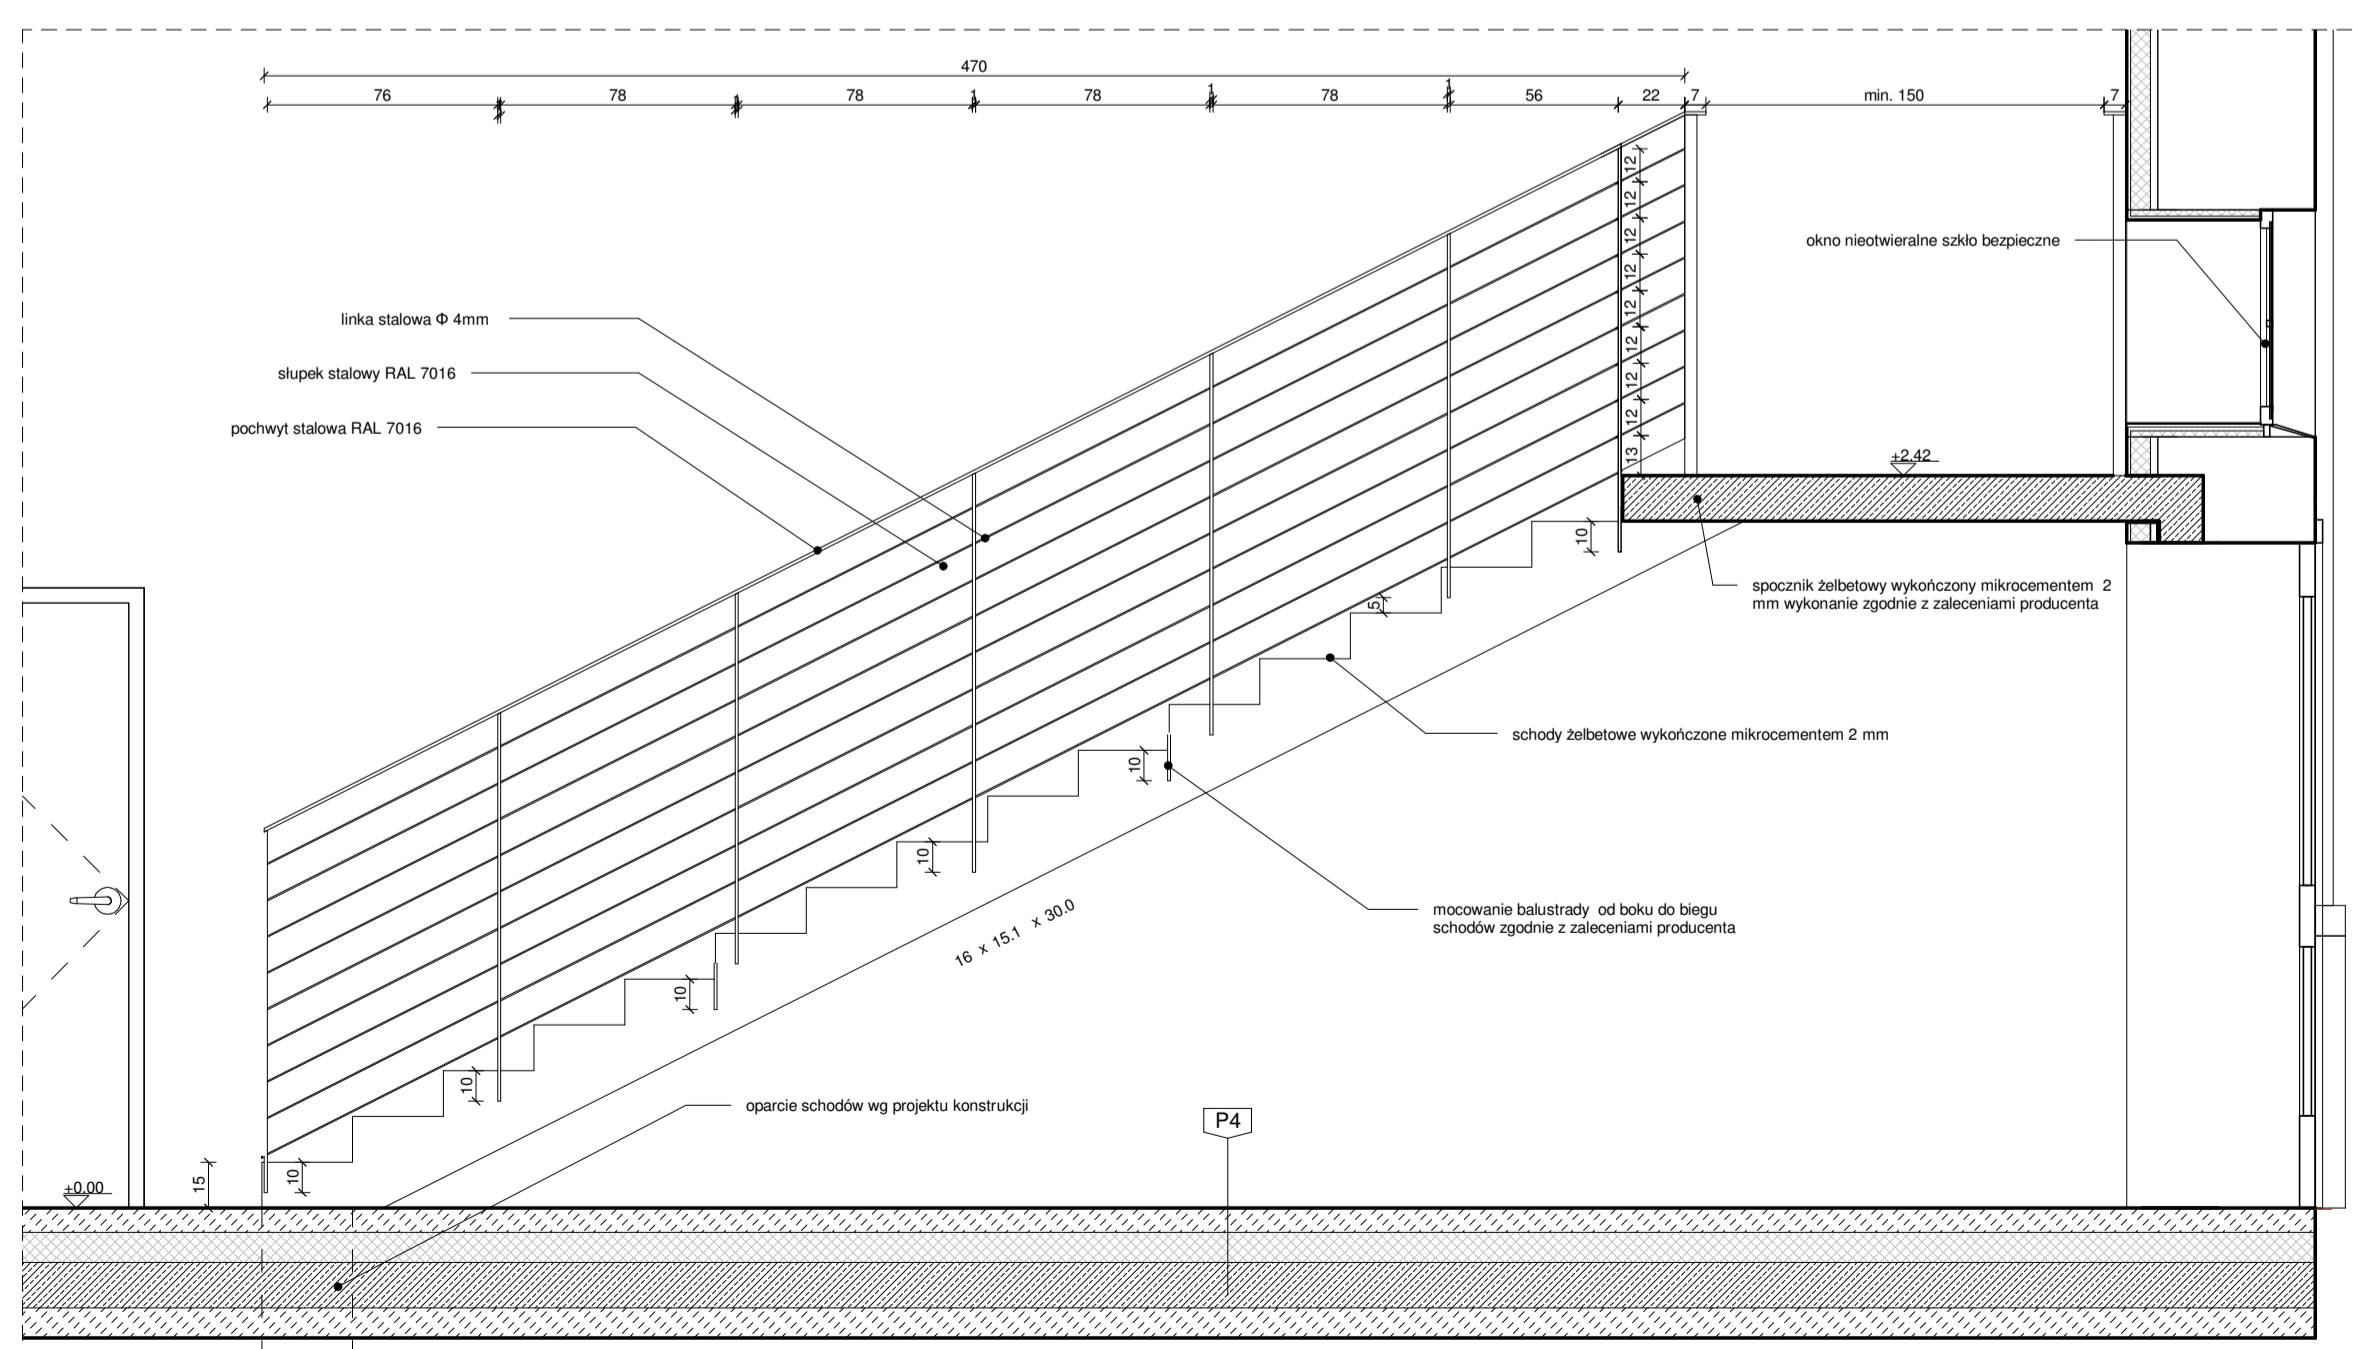 470
76 1 78 1 78 1 78 1 78 1 56 22 7 min. 150 7
12
12
12
12
12
12
12
12
13
okno nieotwieralne szkło bezpieczne
linka stalowa Φ 4mm
słupek stalowy RAL 7016
pochwyt stalowa RAL 7016
+2.42
10
5
spocznik żelbetowy wykończony mikrocementem 2
mm wykonanie zgodnie z zaleceniami producenta
schody żelbetowe wykończone mikrocementem 2 mm
10
10
mocowanie balustrady od boku do biegu
schodów zgodnie z zaleceniami producenta
16 x 15.1 x 30.0
10
10
oparcie schodów wg projektu konstrukcji
P4
15
10
+0.00